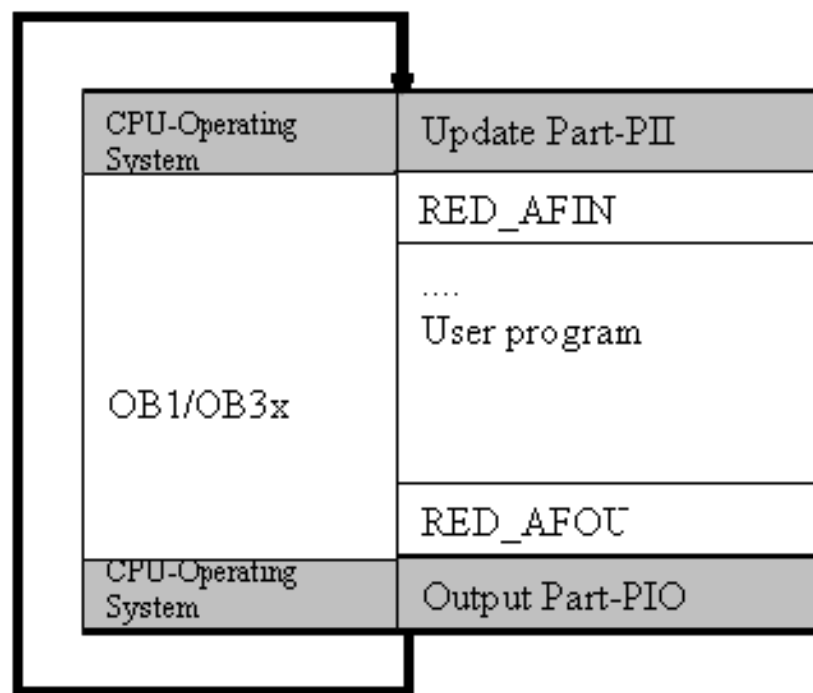 CPU-Operating
System
Update Part-PII
RED_AFIN
....
User program
OB1/OB3x
RED_AFOU
CPU-Operating
System
Output Part-PIO